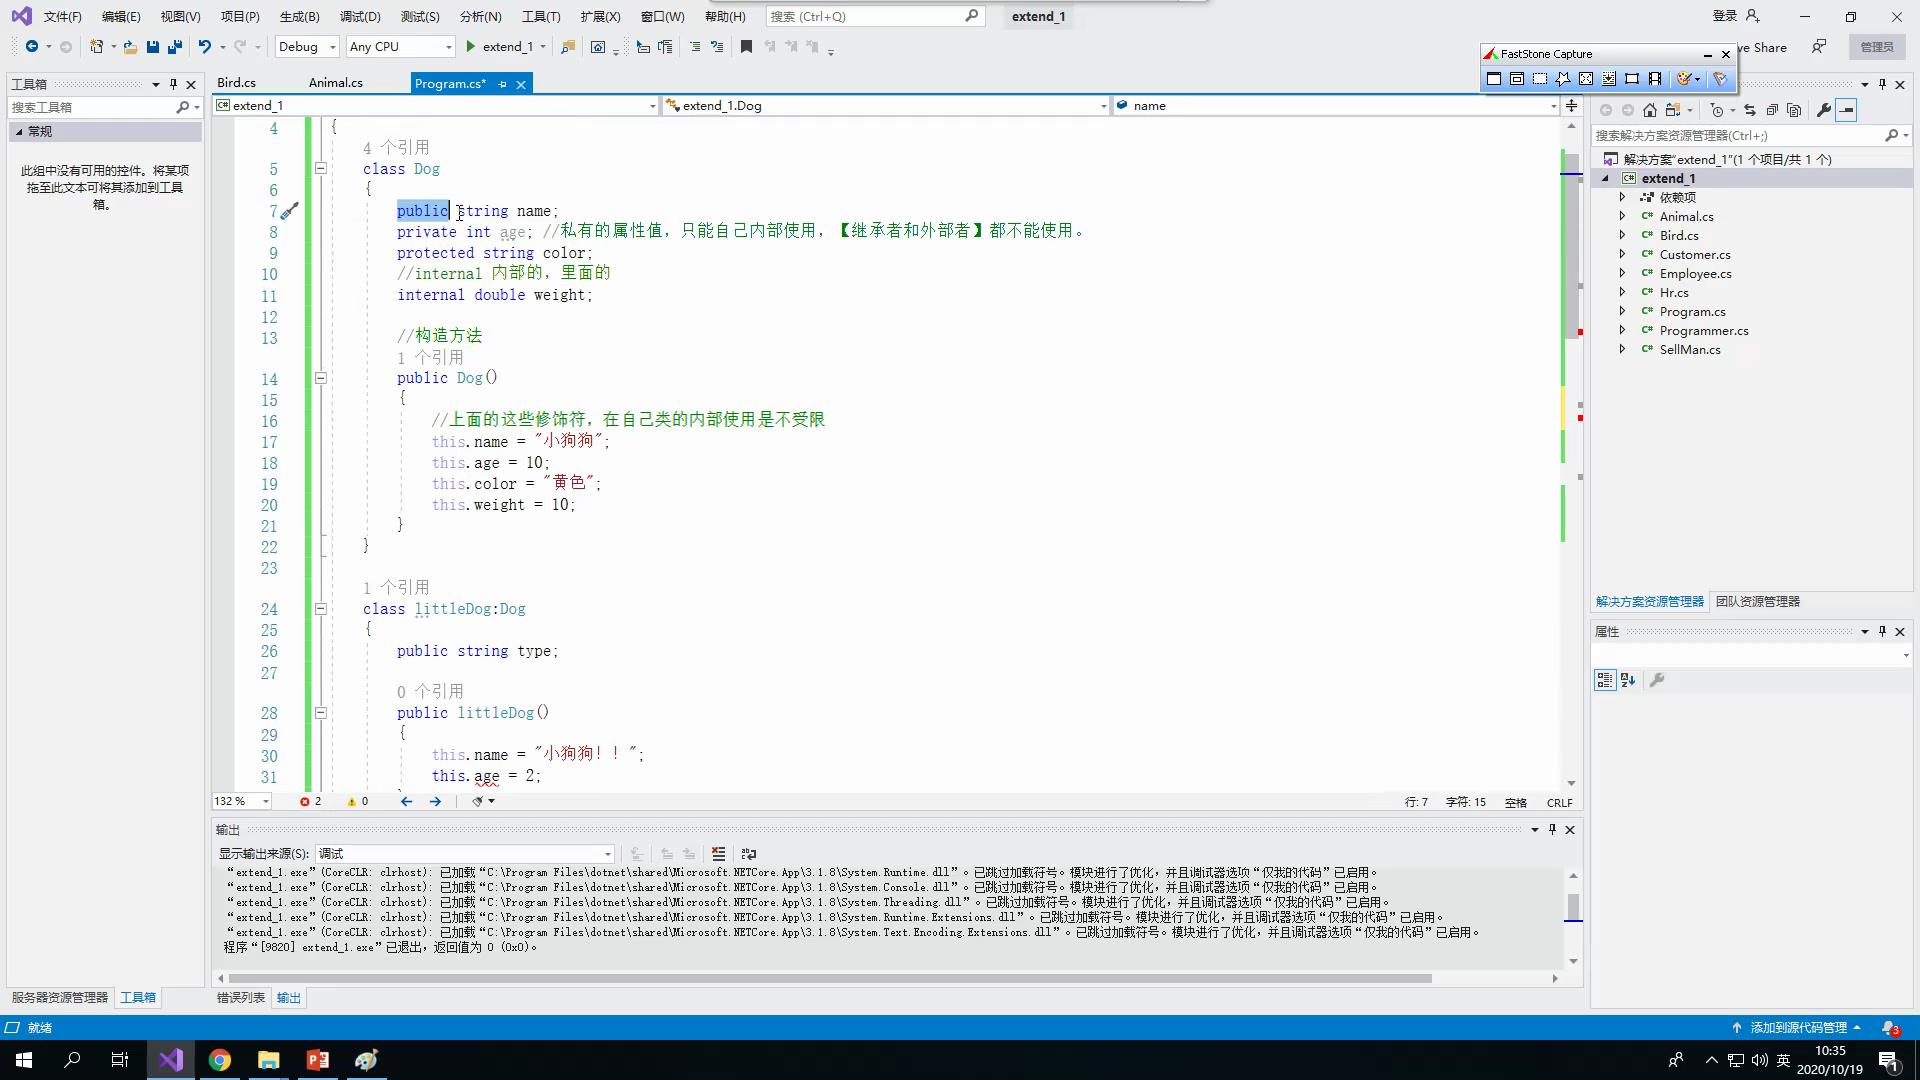 文件(F) 编辑(E) 视图(V) 项目(P) 生成(B) 调试(D) 测试(S) 分析(N) 工具(T) 扩展(X) 窗口(W) 帮助(H) 搜索 (Ctrl+Q) extend_1 登录
Debug Any CPU extend_1 ve Share 管理员
FastStone Capture
工具箱
搜索工具箱
常规
此组中没有可用的控件。将某项
拖至此文本可将其添加到工具
箱。
Bird.cs Animal.cs Program.cs*
extend_1 extend_1.Dog name
4 {
4 个引用
5 class Dog
6 {
7 public string name;
8 private int age; //私有的属性值，只能自己内部使用，【继承者和外部者】都不能使用。
9 protected string color;
10 //internal 内部的，里面的
11 internal double weight;
12
13 //构造方法
1 个引用
14 public Dog()
15 {
16 //上面的这些修饰符，在自己类的内部使用是不受限
17 this.name = "小狗狗";
18 this.age = 10;
19 this.color = "黄色";
20 this.weight = 10;
21 }
22 }
23
1 个引用
24 class littleDog:Dog
25 {
26 public string type;
27
0 个引用
28 public littleDog()
29 {
30 this.name = "小狗狗！！";
31 this.age = 2;
132 % 2 0 行: 7 字符: 15 空格 CRLF
输出
显示输出来源(S): 调试
“extend_1.exe”(CoreCLR: clrhost): 已加载“C:\Program Files\dotnet\shared\Microsoft.NETCore.App\3.1.8\System.Runtime.dll”。已跳过加载符号。模块进行了优化，并且调试器选项“仅我的代码”已启用。
“extend_1.exe”(CoreCLR: clrhost): 已加载“C:\Program Files\dotnet\shared\Microsoft.NETCore.App\3.1.8\System.Console.dll”。已跳过加载符号。模块进行了优化，并且调试器选项“仅我的代码”已启用。
“extend_1.exe”(CoreCLR: clrhost): 已加载“C:\Program Files\dotnet\shared\Microsoft.NETCore.App\3.1.8\System.Threading.dll”。已跳过加载符号。模块进行了优化，并且调试器选项“仅我的代码”已启用。
“extend_1.exe”(CoreCLR: clrhost): 已加载“C:\Program Files\dotnet\shared\Microsoft.NETCore.App\3.1.8\System.Runtime.Extensions.dll”。已跳过加载符号。模块进行了优化，并且调试器选项“仅我的代码”已启用。
“extend_1.exe”(CoreCLR: clrhost): 已加载“C:\Program Files\dotnet\shared\Microsoft.NETCore.App\3.1.8\System.Text.Encoding.Extensions.dll”。已跳过加载符号。模块进行了优化，并且调试器选项“仅我的代码”已启用。
程序“[9820] extend_1.exe”已退出，返回值为 0 (0x0)。
服务器资源管理器 工具箱 错误列表 输出
搜索解决方案资源管理器(Ctrl+;)
解决方案"extend_1"(1 个项目/共 1 个)
extend_1
依赖项
Animal.cs
Bird.cs
Customer.cs
Employee.cs
Hr.cs
Program.cs
Programmer.cs
SellMan.cs
解决方案资源管理器 团队资源管理器
属性
就绪 添加到源代码管理 3
英 10:35
2020/10/19 1